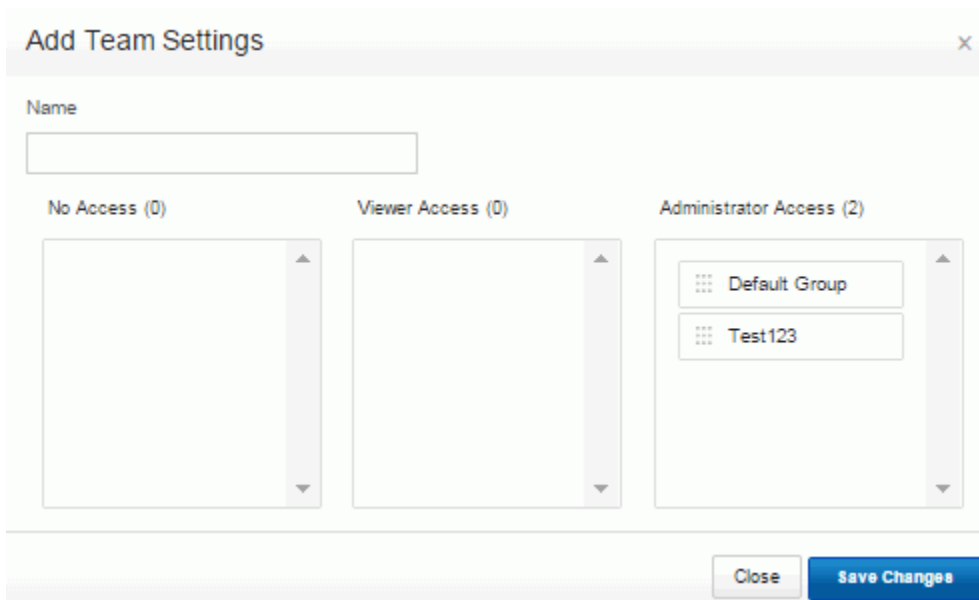 Add Team Settings
×
Name
No Access (0) Viewer Access (0) Administrator Access (2)
Default Group
Test123
Close Save Changes